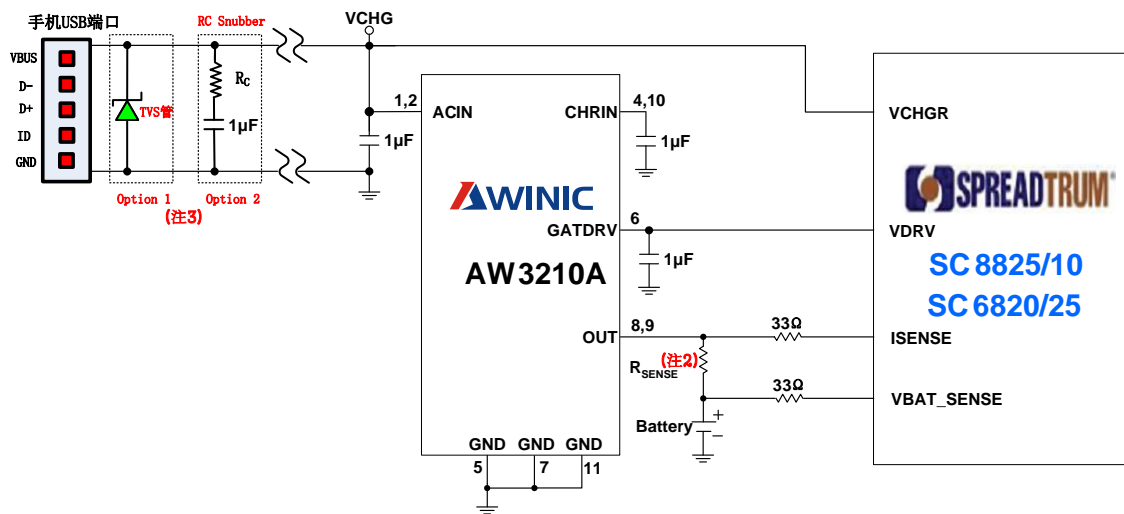 手机USB端口
VBUS
D-
D+
ID
GND
TVS管
Option 1
(注3)
RC Snubber
RC
1μF
Option 2
VCHG
1μF
1,2
ACIN
CHRIN
4,10
1μF
AWINIC
AW3210A
GATDRV
6
1μF
OUT
8,9
(注2)
RSENSE
33Ω
33Ω
Battery
+
−
GND
GND
GND
5
7
11
VCHGR
SPREADTRUM®
VDRV
SC 8825/10
SC 6820/25
ISENSE
VBAT_SENSE